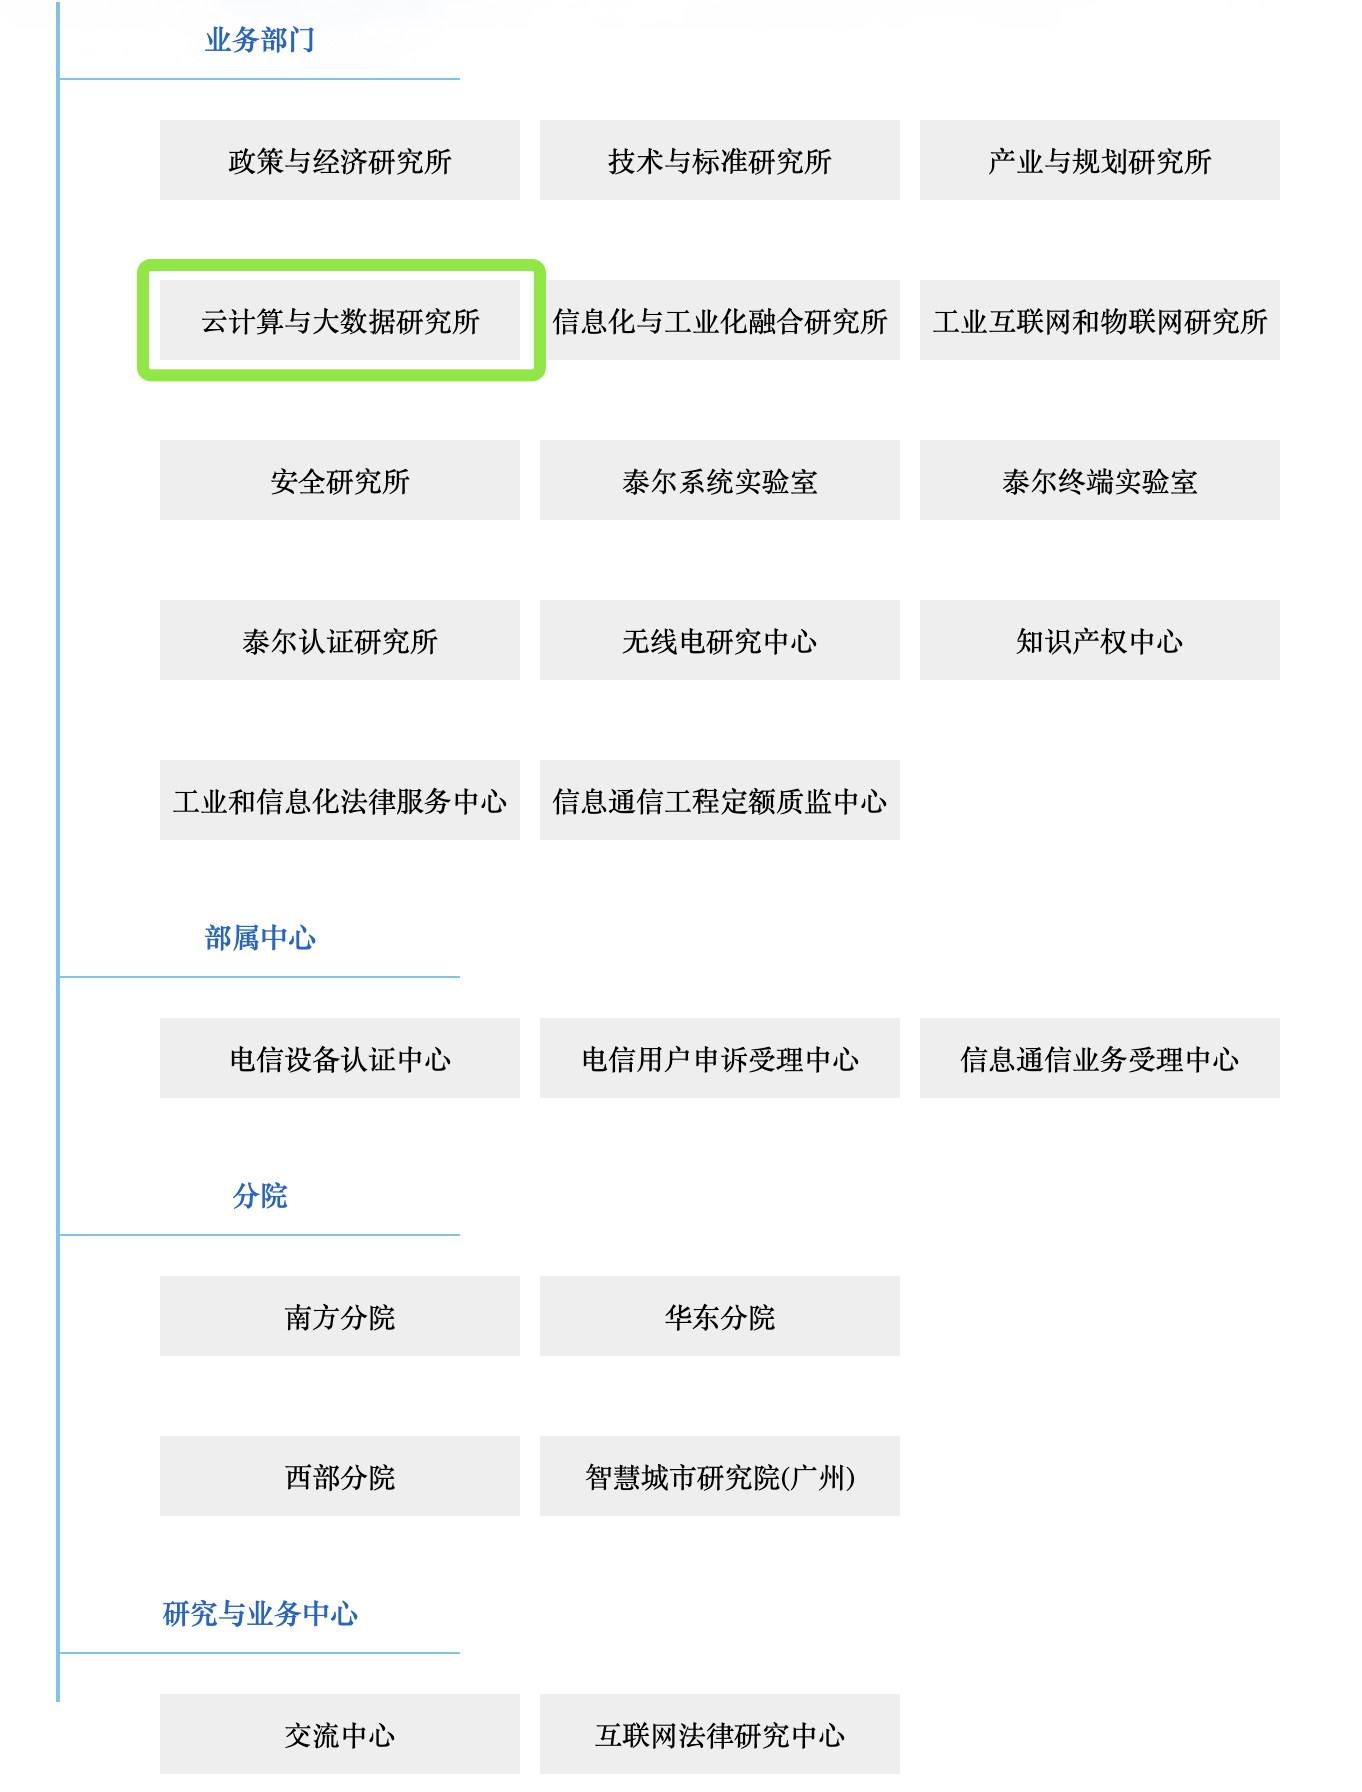 业务部门
政策与经济研究所
技术与标准研究所
产业与规划研究所
云计算与大数据研究所
信息化与工业化融合研究所
工业互联网和物联网研究所
安全研究所
泰尔系统实验室
泰尔终端实验室
泰尔认证研究所
无线电研究中心
知识产权中心
工业和信息化法律服务中心
信息通信工程定额质监中心
部属中心
电信设备认证中心
电信用户申诉受理中心
信息通信业务受理中心
分院
南方分院
华东分院
西部分院
智慧城市研究院(广州)
研究与业务中心
交流中心
互联网法律研究中心